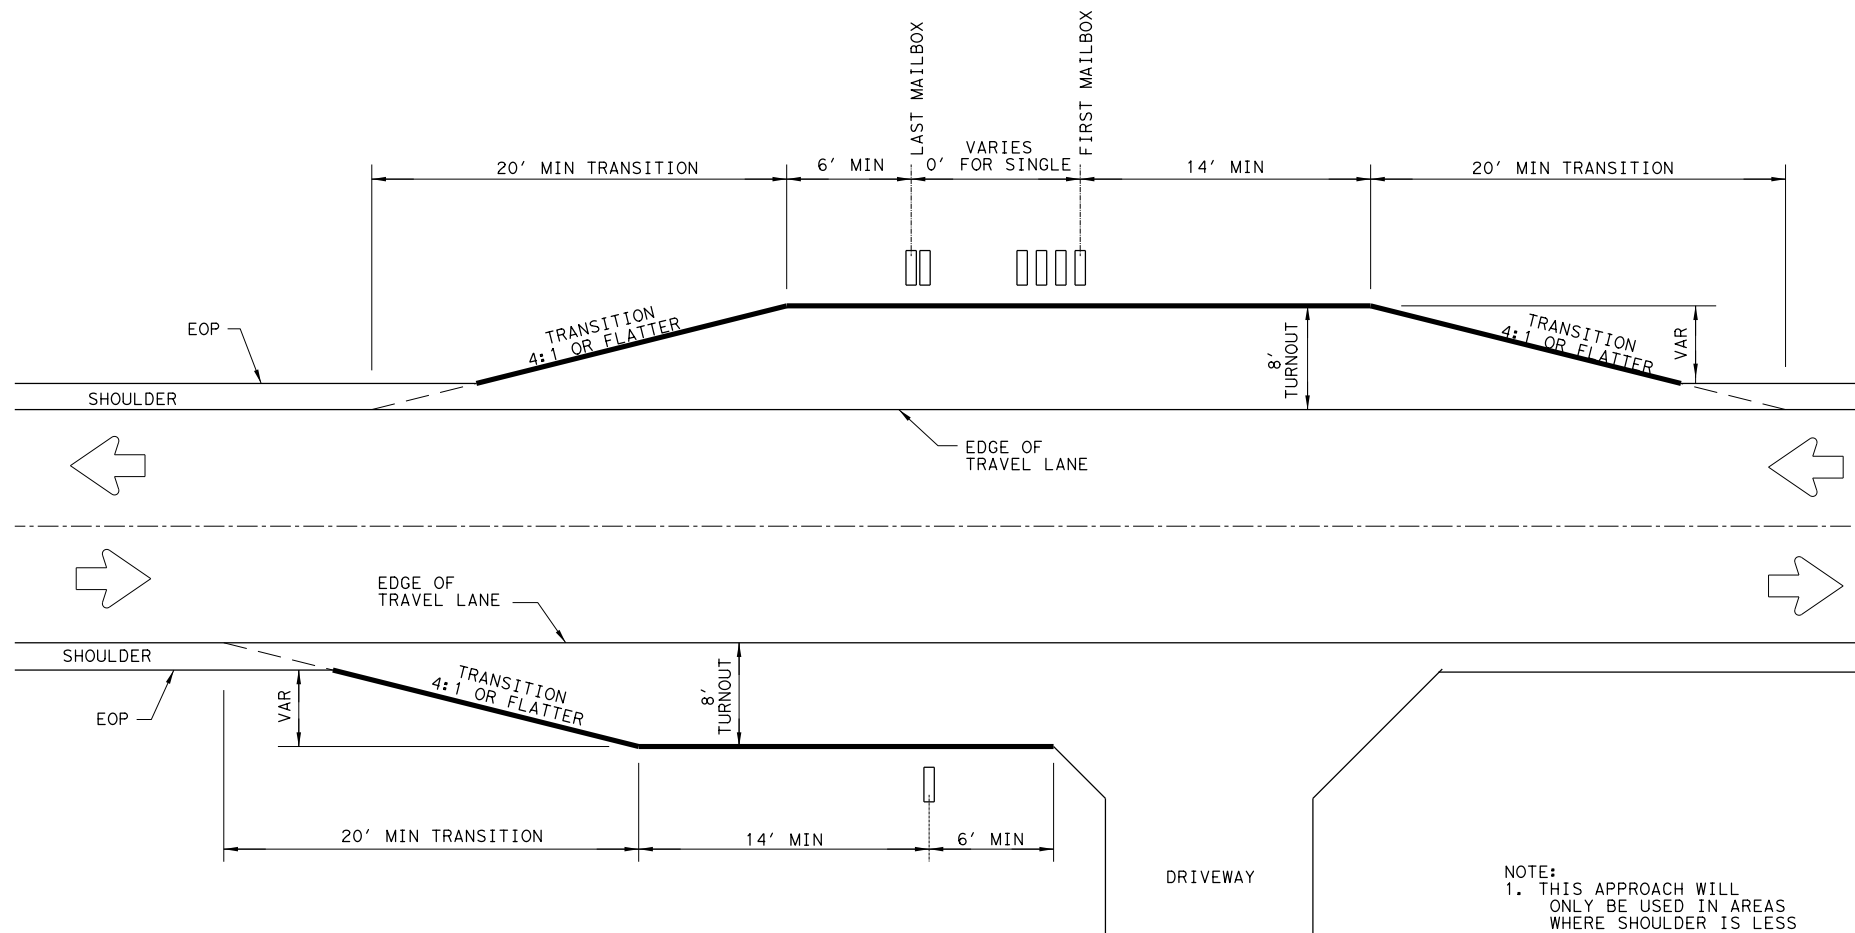 LAST MAILBOX
FIRST MAILBOX
20' MIN TRANSITION
6' MIN
VARIES
0' FOR SINGLE
14' MIN
20' MIN TRANSITION
EOP
TRANSITION
4:1 OR FLATTER
8'
TURNOUT
TRANSITION
4:1 OR FLATTER
VAR
SHOULDER
EDGE OF
TRAVEL LANE
EDGE OF
TRAVEL LANE
SHOULDER
EOP
VAR
TRANSITION
4:1 OR FLATTER
8'
TURNOUT
20' MIN TRANSITION
14' MIN
6' MIN
DRIVEWAY
NOTE:
1. THIS APPROACH WILL
ONLY BE USED IN AREAS
WHERE SHOULDER IS LESS